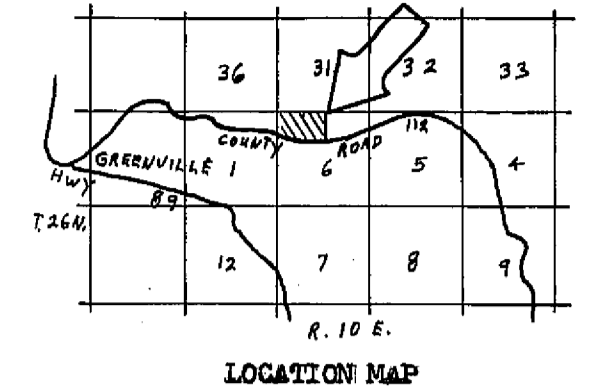 36 31 32 33
COUNTY ROAD 112
GREENVILLE 1 6 5 4
HWY 89
T. 26N.
12 7 8 9
R. 10 E.
LOCATION MAP